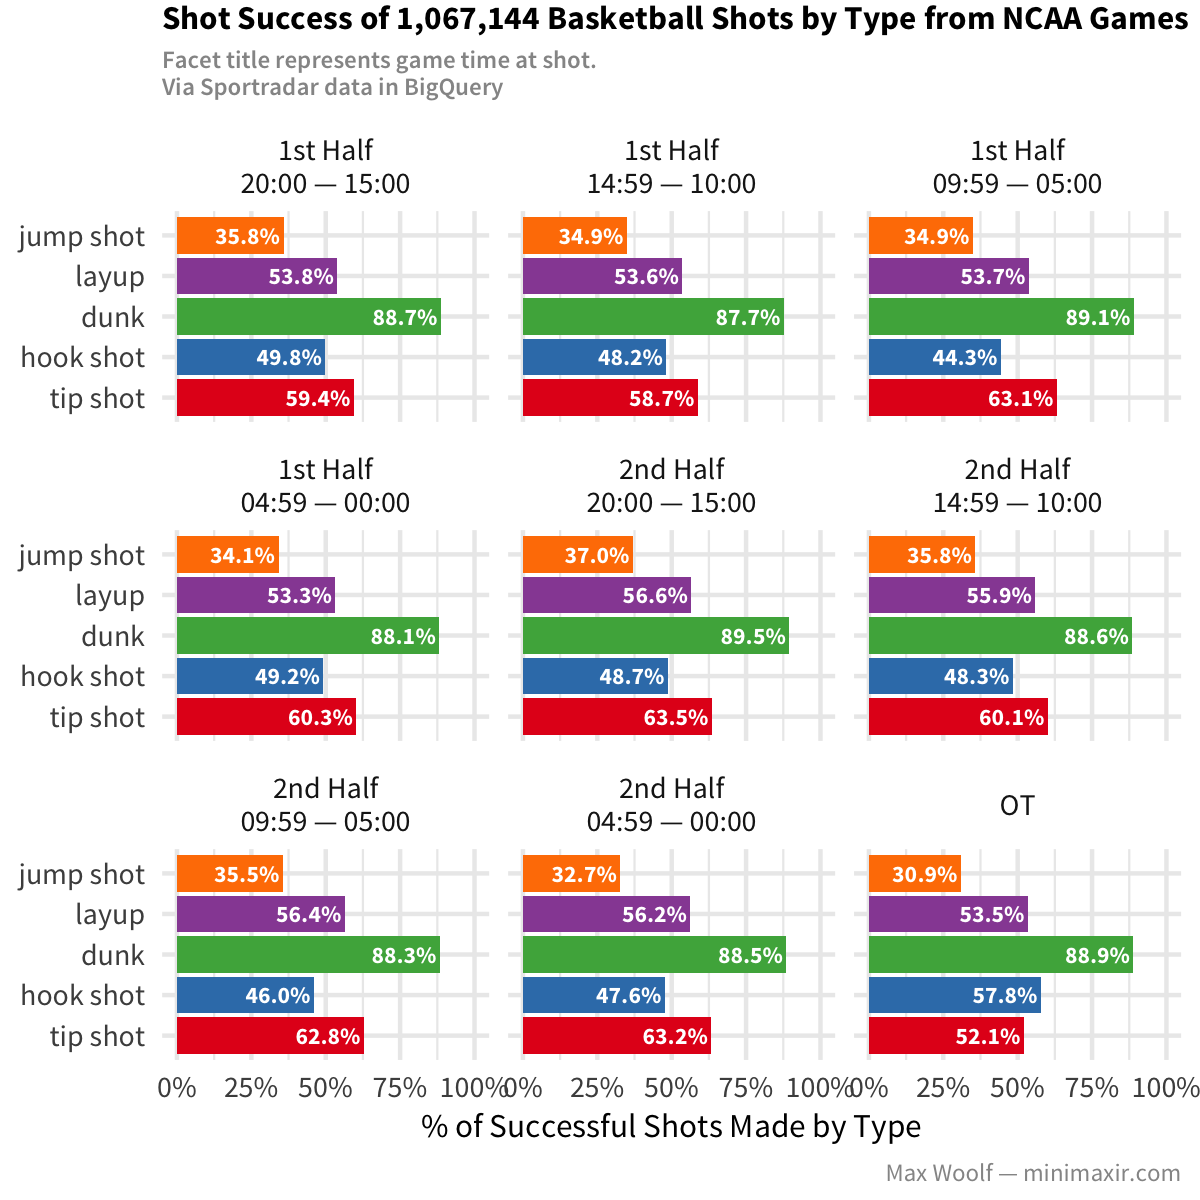 Shot Success of 1,067,144 Basketball Shots by Type from NCAA Games
Facet title represents game time at shot.
Via Sportradar data in BigQuery
1st Half
20:00 — 15:00
1st Half
14:59 — 10:00
1st Half
09:59 — 05:00
jump shot 35.8% 34.9% 34.9%
layup 53.8% 53.6% 53.7%
dunk 88.7% 87.7% 89.1%
hook shot 49.8% 48.2% 44.3%
tip shot 59.4% 58.7% 63.1%
1st Half
04:59 — 00:00
2nd Half
20:00 — 15:00
2nd Half
14:59 — 10:00
jump shot 34.1% 37.0% 35.8%
layup 53.3% 56.6% 55.9%
dunk 88.1% 89.5% 88.6%
hook shot 49.2% 48.7% 48.3%
tip shot 60.3% 63.5% 60.1%
2nd Half
09:59 — 05:00
2nd Half
04:59 — 00:00
OT
jump shot 35.5% 32.7% 30.9%
layup 56.4% 56.2% 53.5%
dunk 88.3% 88.5% 88.9%
hook shot 46.0% 47.6% 57.8%
tip shot 62.8% 63.2% 52.1%
0% 25% 50% 75% 100% 0% 25% 50% 75% 100% 0% 25% 50% 75% 100%
% of Successful Shots Made by Type
Max Woolf — minimaxir.com